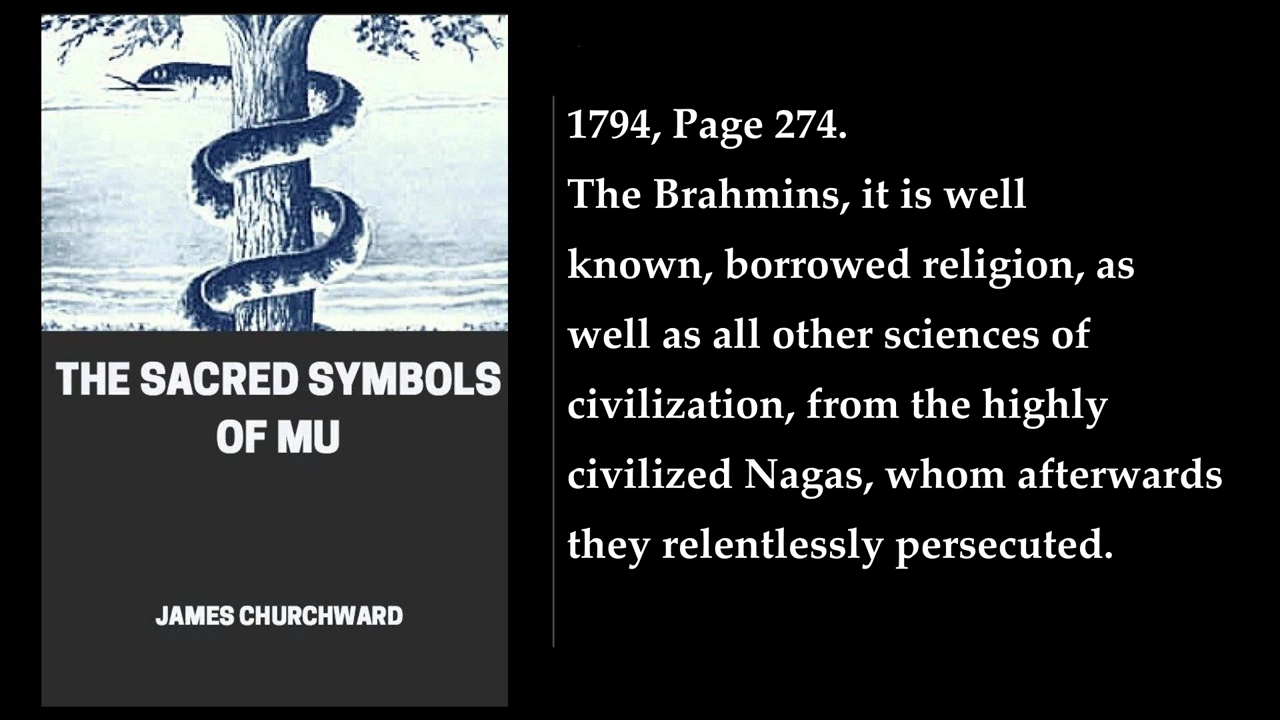 THE SACRED SYMBOLS
OF MU
JAMES CHURCHWARD
1794, Page 274.
The Brahmins, it is well
known, borrowed religion, as
well as all other sciences of
civilization, from the highly
civilized Nagas, whom afterwards
they relentlessly persecuted.